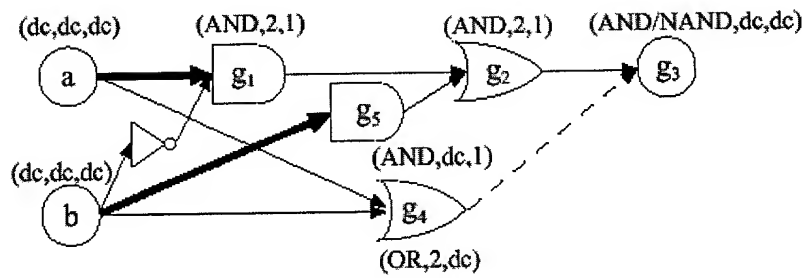 (dc,dc,dc) (AND,2,1) (AND,2,1) (AND/NAND,dc,dc)
a g₁ g₂ g₃
g₅
(dc,dc,dc) (AND,dc,1)
b g₄
(OR,2,dc)